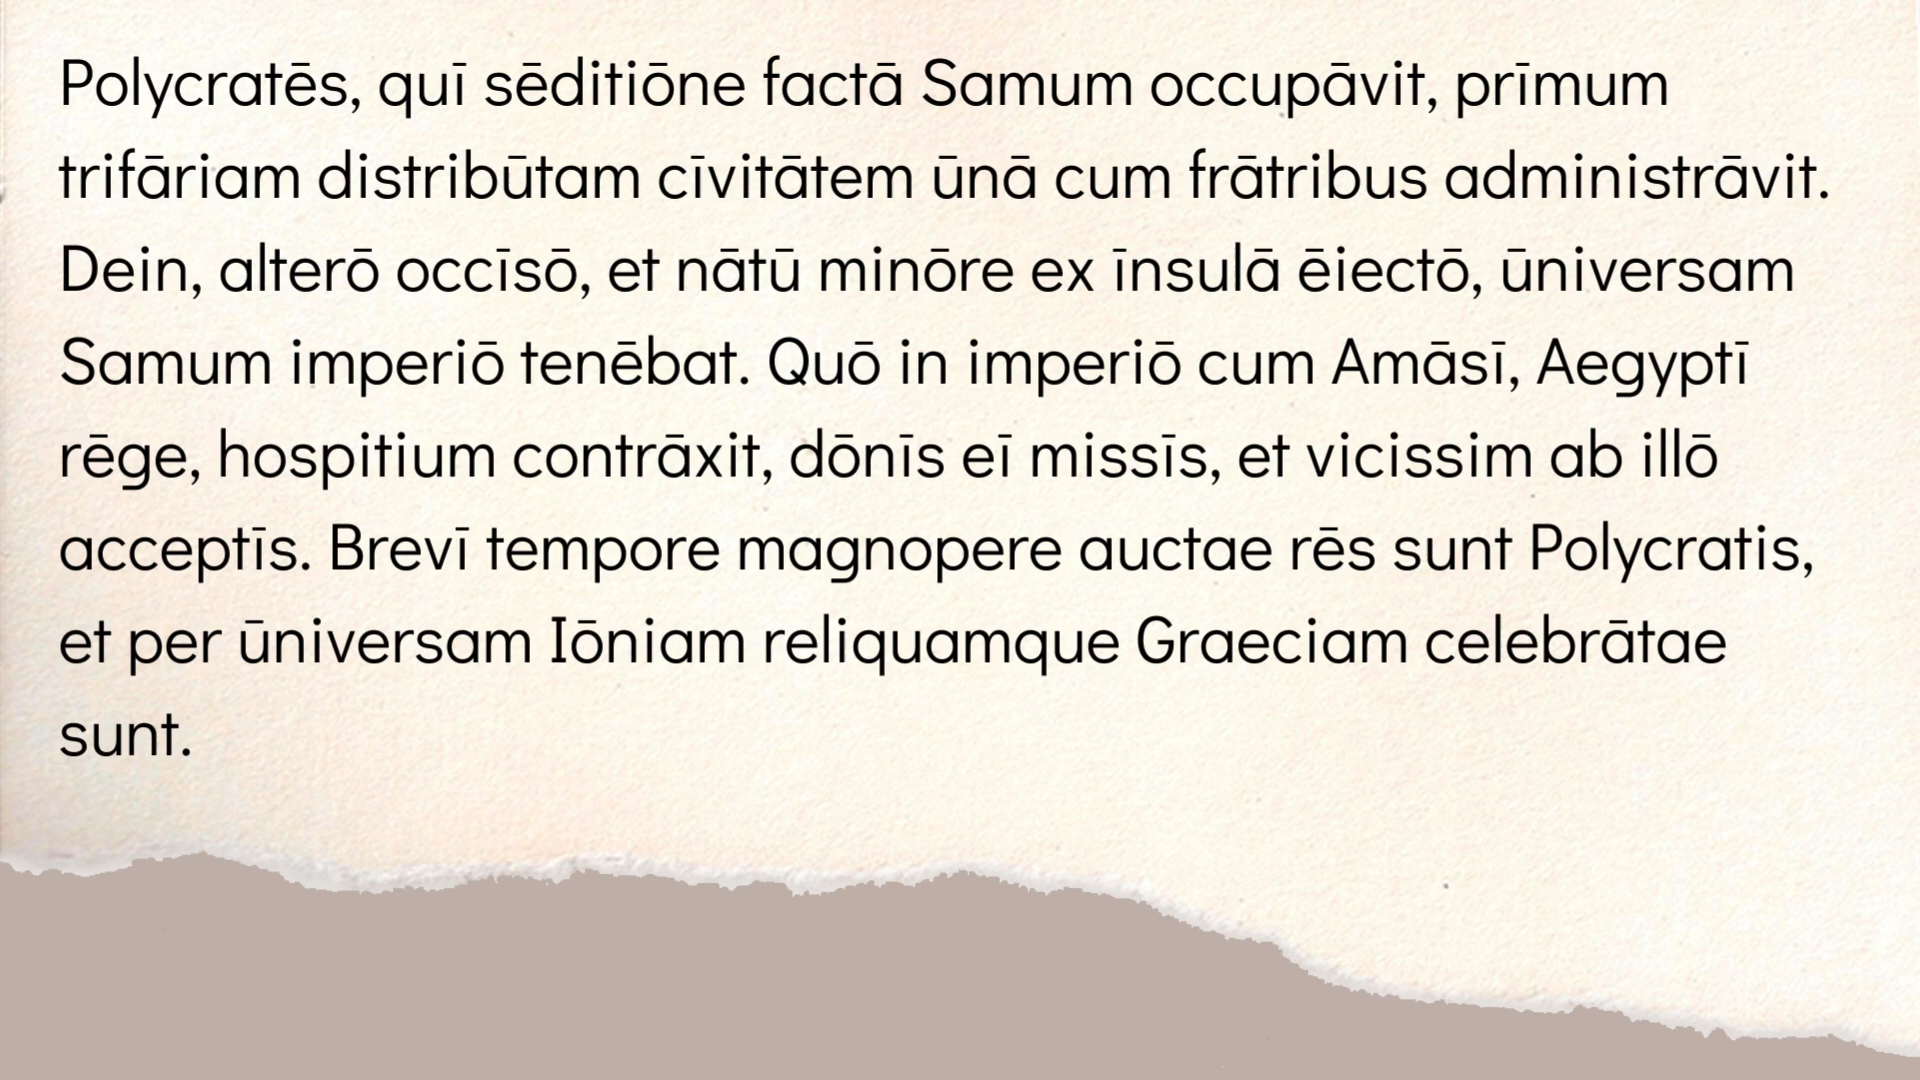 Polycratēs, quī sēditiōne factā Samum occupāvit, prīmum
trifāriam distribūtam cīvitātem ūnā cum frātribus administrāvit.
Dein, alterō occīsō, et nātū minōre ex īnsulā ēiectō, ūniversam
Samum imperiō tenēbat. Quō in imperiō cum Amāsī, Aegyptī
rēge, hospitium contrāxit, dōnīs eī missīs, et vicissim ab illō
acceptīs. Brevī tempore magnopere auctae rēs sunt Polycratis,
et per ūniversam Iōniam reliquamque Graeciam celebrātae
sunt.